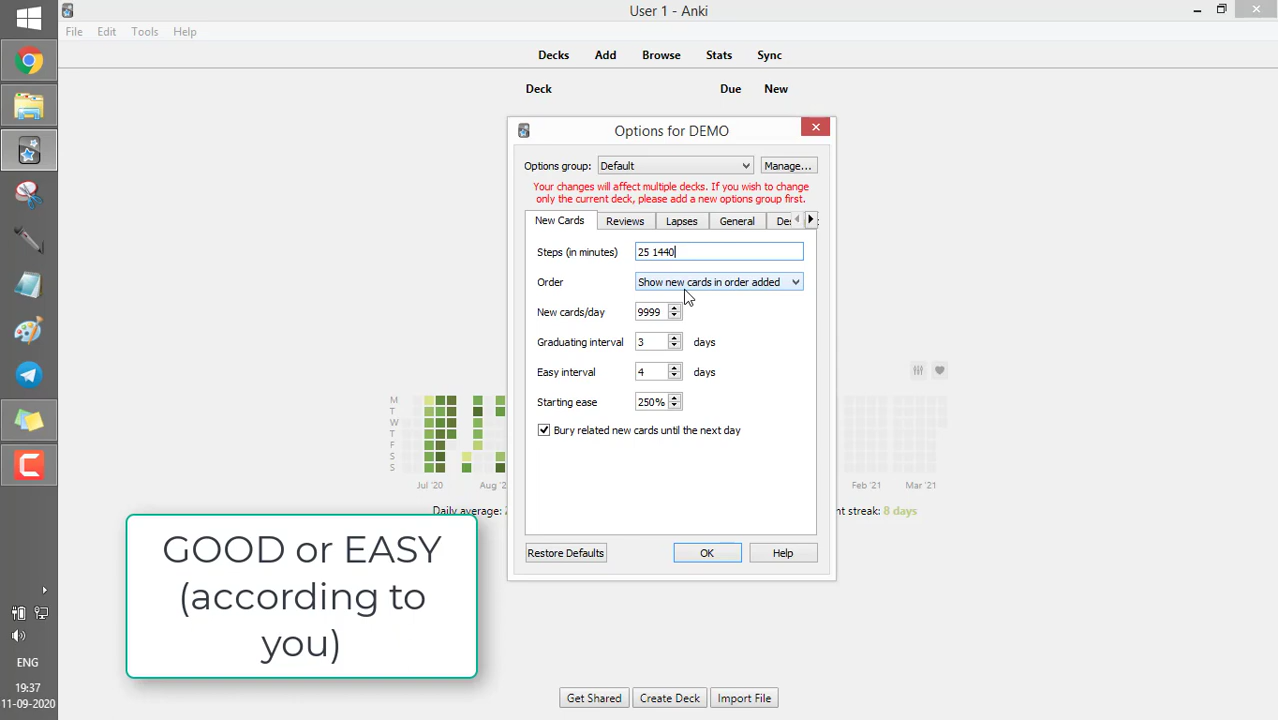 User 1 - Anki
File Edit Tools Help
Decks Add Browse Stats Sync
Deck Due New
Options for DEMO
Options group: Default Manage...
Your changes will affect multiple decks. If you wish to change
only the current deck, please add a new options group first.
New Cards Reviews Lapses General
Steps (in minutes) 25 1440
Order Show new cards in order added
New cards/day 9999
Graduating interval 3 days
Easy interval 4 days
Starting ease 250%
Bury related new cards until the next day
M
T
W
T
F
S
S
Jul '20 Aug '2 Feb '21 Mar '21
Daily average: nt streak: 8 days
Restore Defaults OK Help
GOOD or EASY
(according to
you)
Get Shared Create Deck Import File
ENG
19:37
11-09-2020